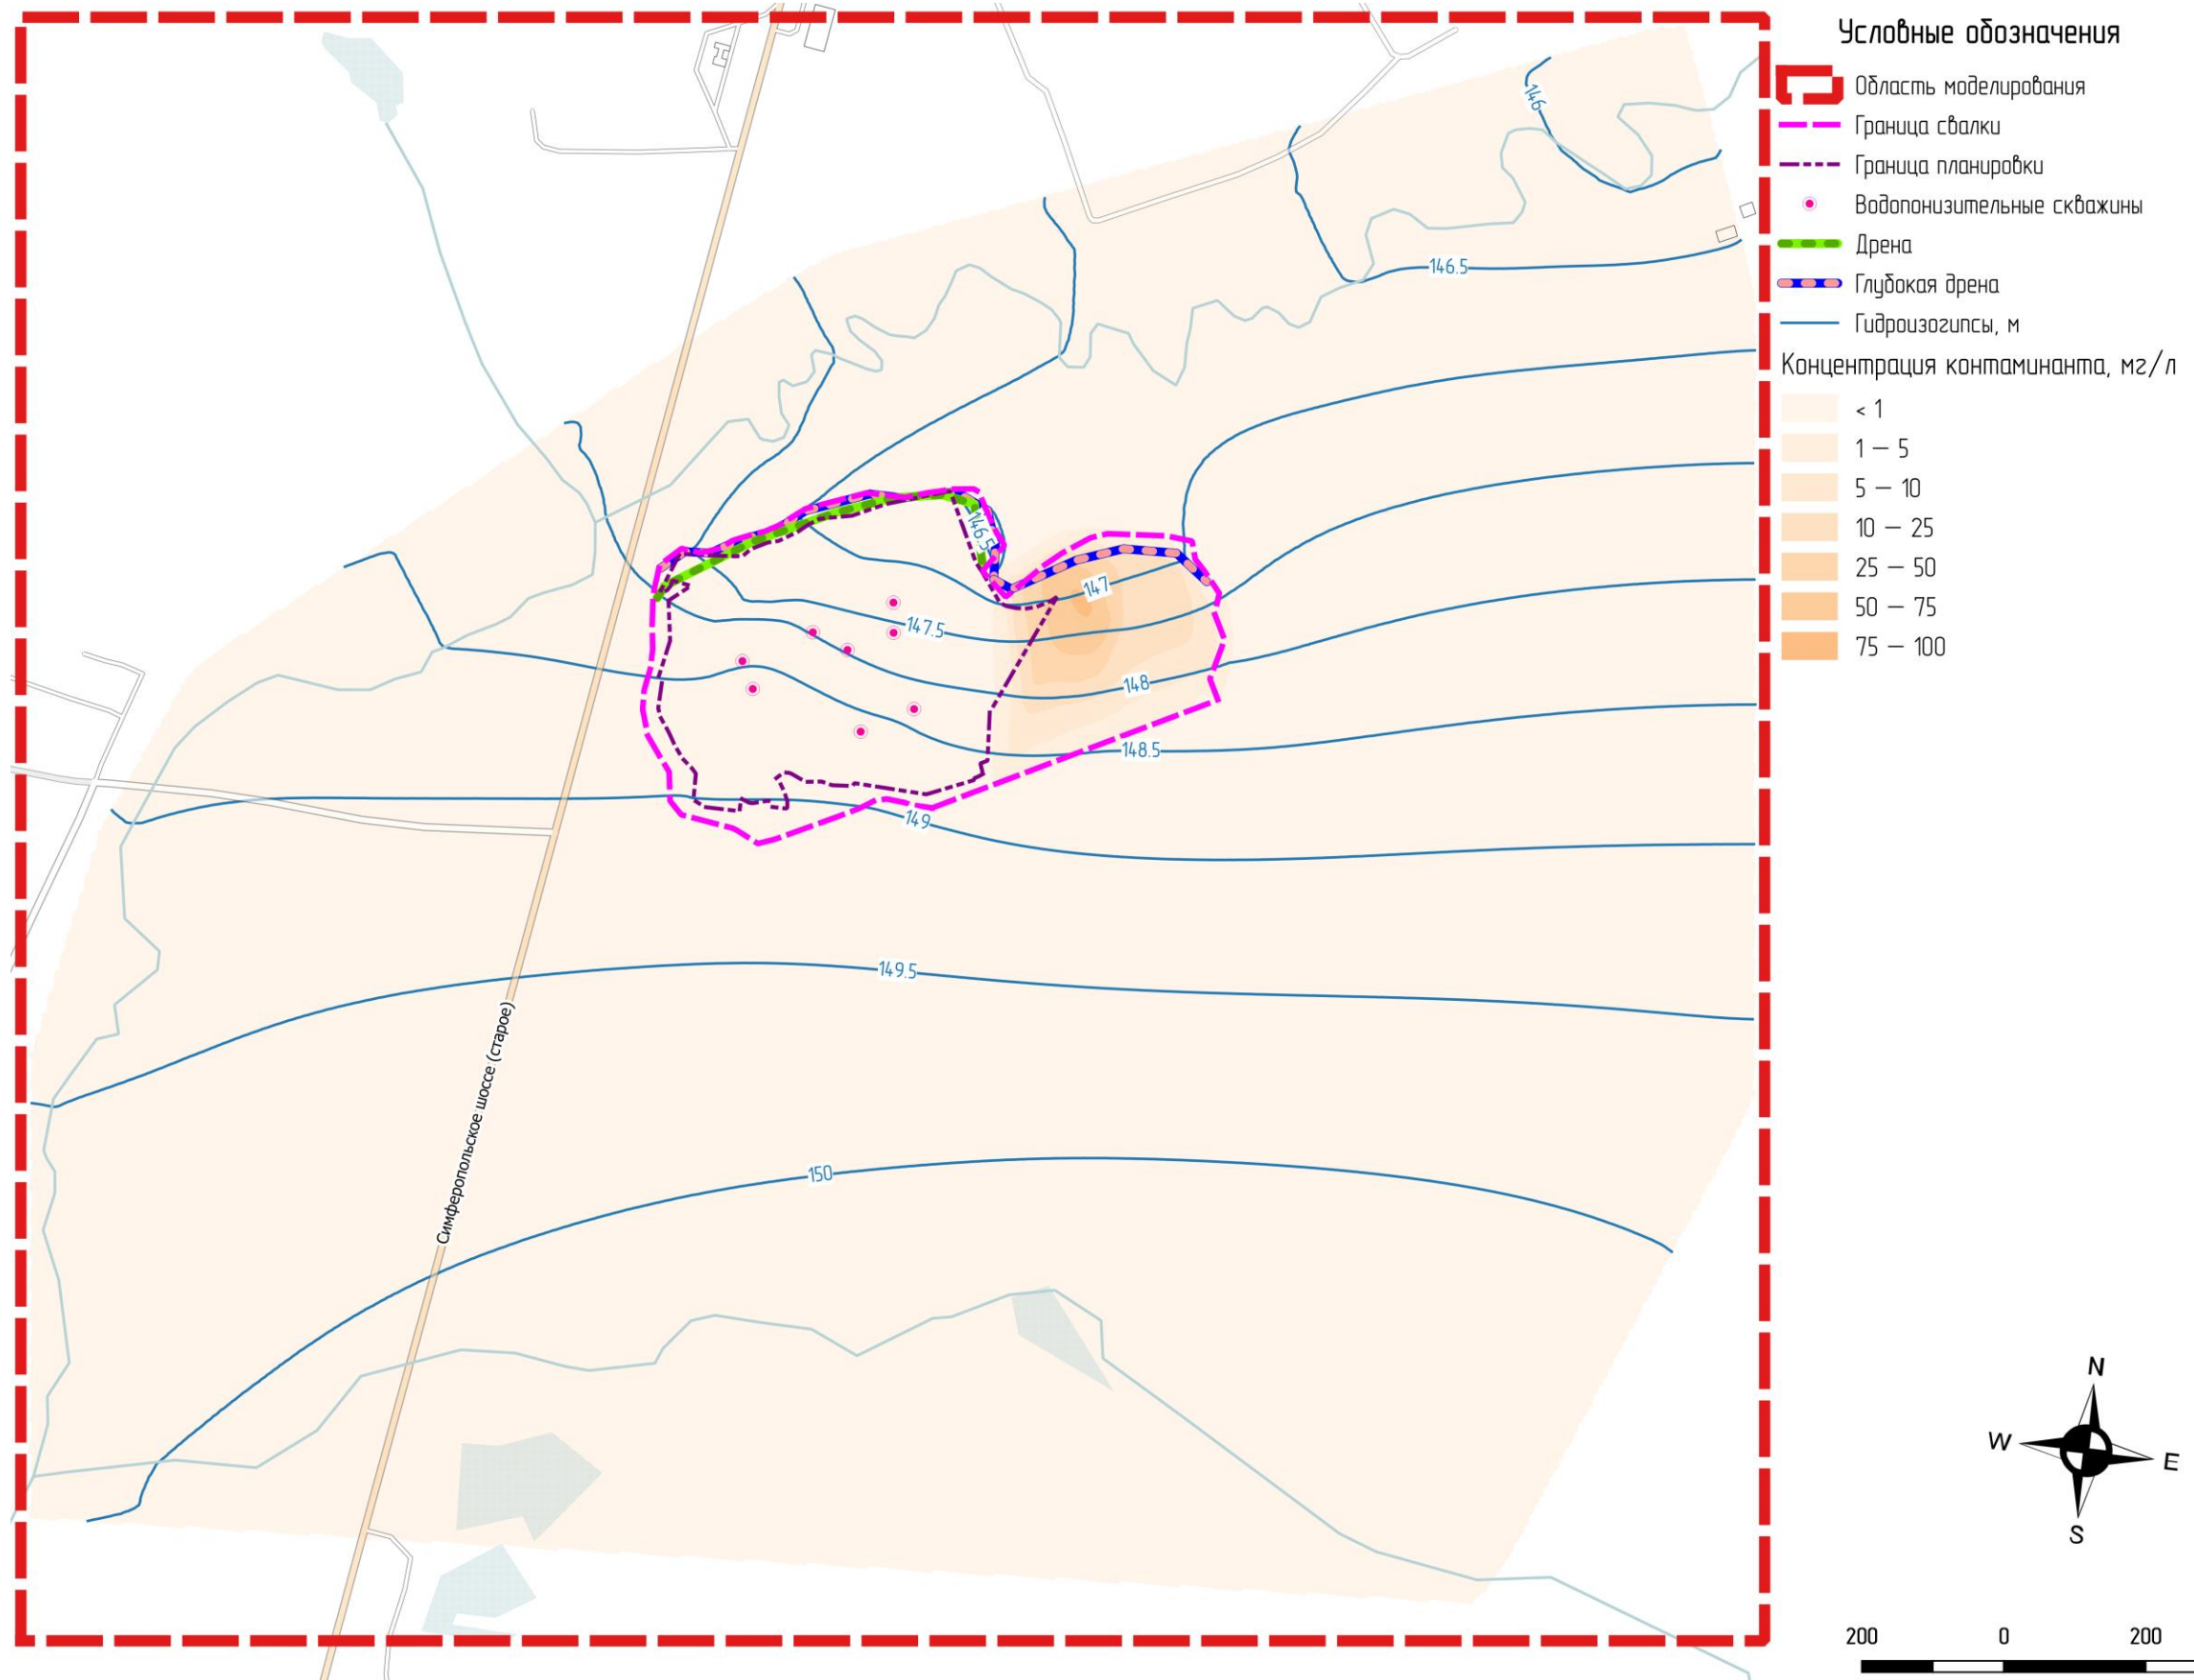 Условные обозначения
Область моделирования
Граница свалки
Граница планировки
Водопонизительные скважины
Дрена
Глубокая дрена
Гидроизогипсы, м
Концентрация контаминанта, мг/л
< 1
1 — 5
5 — 10
10 — 25
25 — 50
50 — 75
75 — 100
146
146.5
146.5
147
147.5
148
148.5
149
149.5
150
Симферопольское шоссе (старое)
N
W
E
S
200 0 200